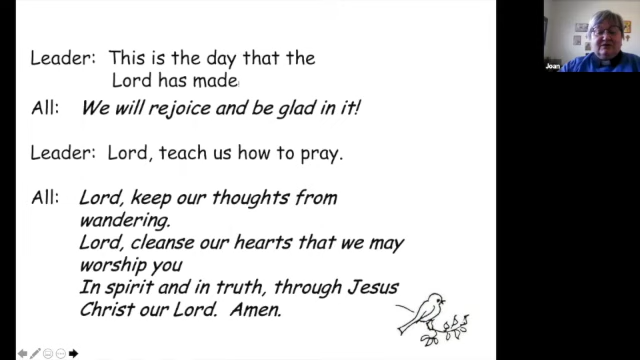 Leader: This is the day that the
Lord has made
All: We will rejoice and be glad in it!
Leader: Lord, teach us how to pray.
All: Lord, keep our thoughts from
wandering.
Lord, cleanse our hearts that we may
worship you
In spirit and in truth, through Jesus
Christ our Lord. Amen.
Joan